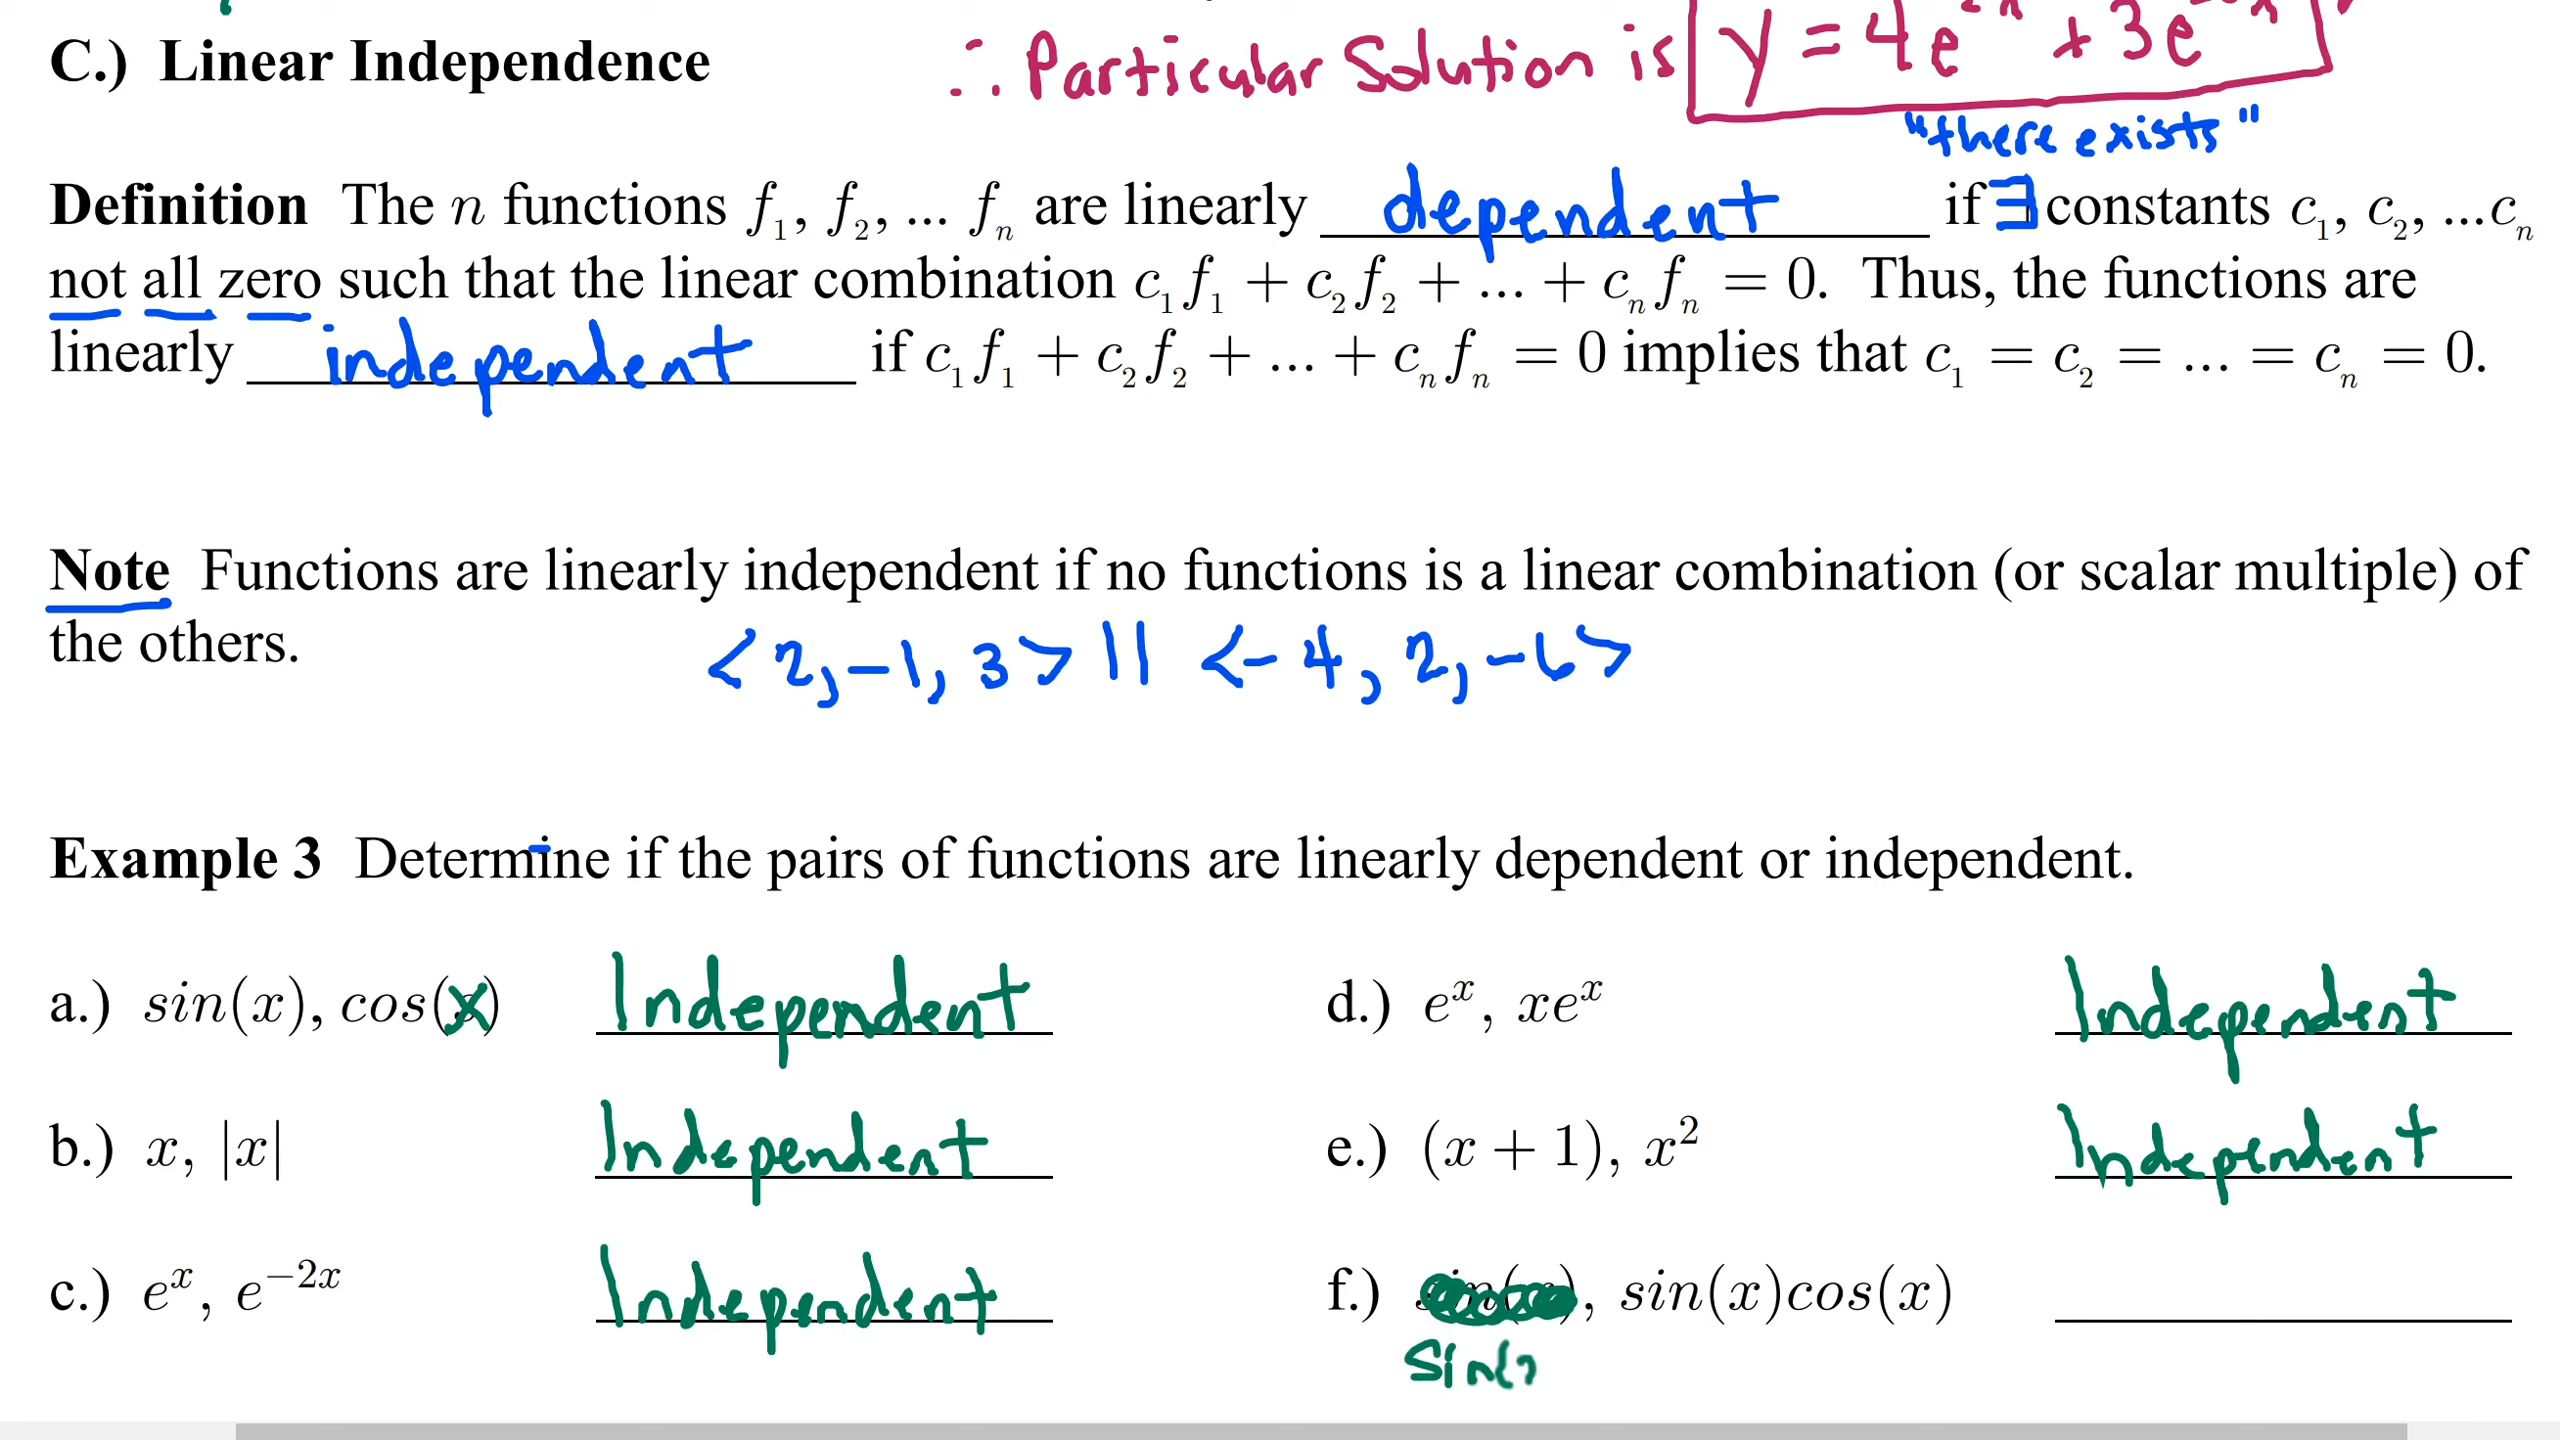 C.) Linear Independence ∴ Particular Solution is y = 4e + 3e
"there exists"
Definition The n functions f₁, f₂, ... fₙ are linearly dependent if ∃ constants c₁, c₂, ...cₙ
not all zero such that the linear combination c₁f₁ + c₂f₂ + ... + cₙfₙ = 0. Thus, the functions are
linearly independent if c₁f₁ + c₂f₂ + ... + cₙfₙ = 0 implies that c₁ = c₂ = ... = cₙ = 0.
Note Functions are linearly independent if no functions is a linear combination (or scalar multiple) of
the others.
<2, -1, 3> || <-4, 2, -6>
Example 3 Determine if the pairs of functions are linearly dependent or independent.
a.) sin(x), cos(x) Independent
d.) eˣ, xeˣ Independent
b.) x, |x| Independent
e.) (x + 1), x² Independent
c.) eˣ, e⁻²ˣ Independent
f.) , sin(x)cos(x)
Sin(